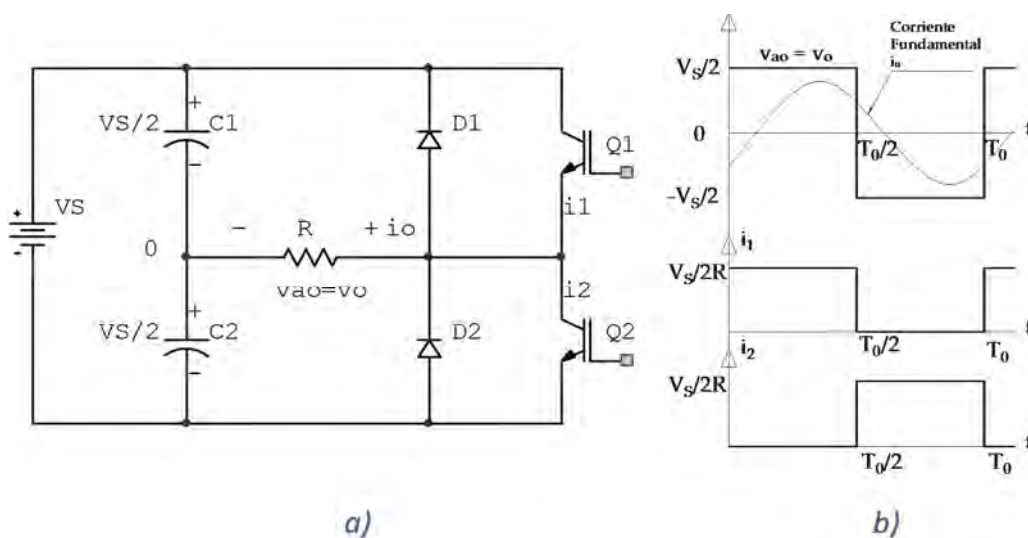 VS
VS/2
+
C1
−
D1
Q1
i1
0
−
R
+ io
vao=vo
i2
VS/2
+
C2
−
D2
Q2
a)
Corriente
Fundamental
i₀
vao = vo
VS/2
0
T0/2
T0
t
-VS/2
i1
VS/2R
T0/2
T0
t
i2
VS/2R
T0/2
T0
t
b)